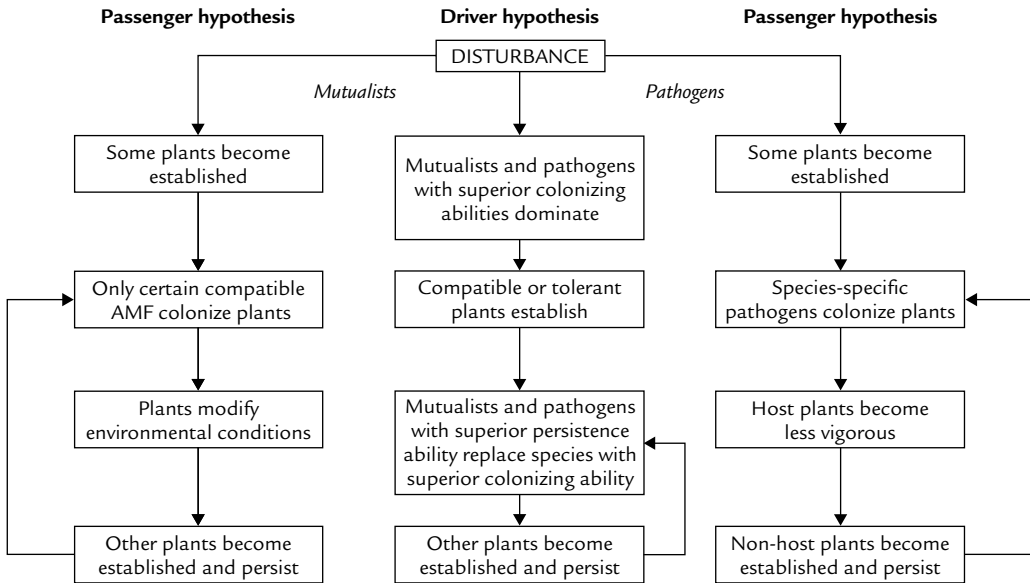 Passenger hypothesis
Driver hypothesis
Passenger hypothesis
DISTURBANCE
Mutualists
Pathogens
Some plants become
established
Only certain compatible
AMF colonize plants
Plants modify
environmental conditions
Other plants become
established and persist
Mutualists and pathogens
with superior colonizing
abilities dominate
Compatible or tolerant
plants establish
Mutualists and pathogens
with superior persistence
ability replace species with
superior colonizing ability
Other plants become
established and persist
Some plants become
established
Species-specific
pathogens colonize plants
Host plants become
less vigorous
Non-host plants become
established and persist